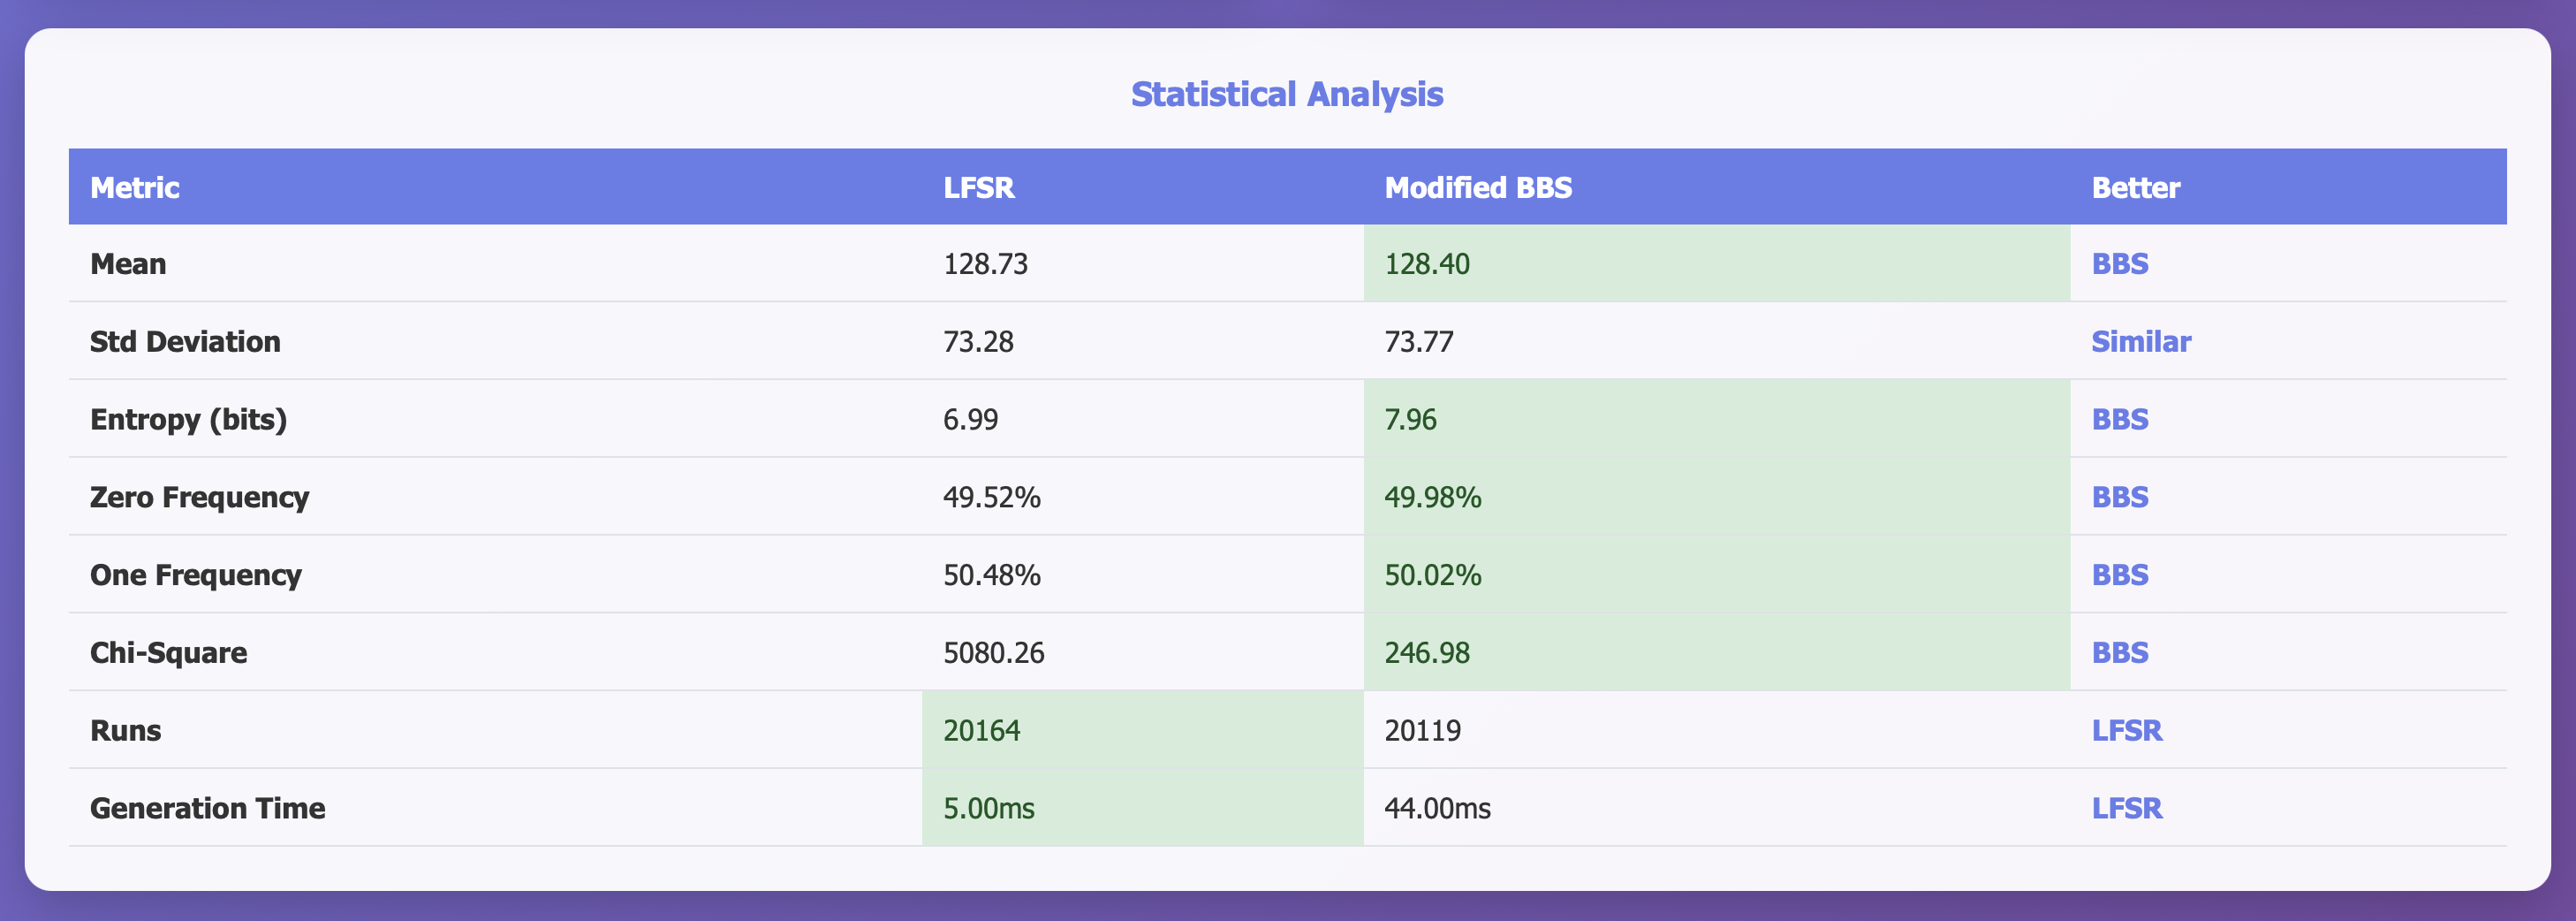 Statistical Analysis
Metric LFSR Modified BBS Better
Mean 128.73 128.40 BBS
Std Deviation 73.28 73.77 Similar
Entropy (bits) 6.99 7.96 BBS
Zero Frequency 49.52% 49.98% BBS
One Frequency 50.48% 50.02% BBS
Chi-Square 5080.26 246.98 BBS
Runs 20164 20119 LFSR
Generation Time 5.00ms 44.00ms LFSR